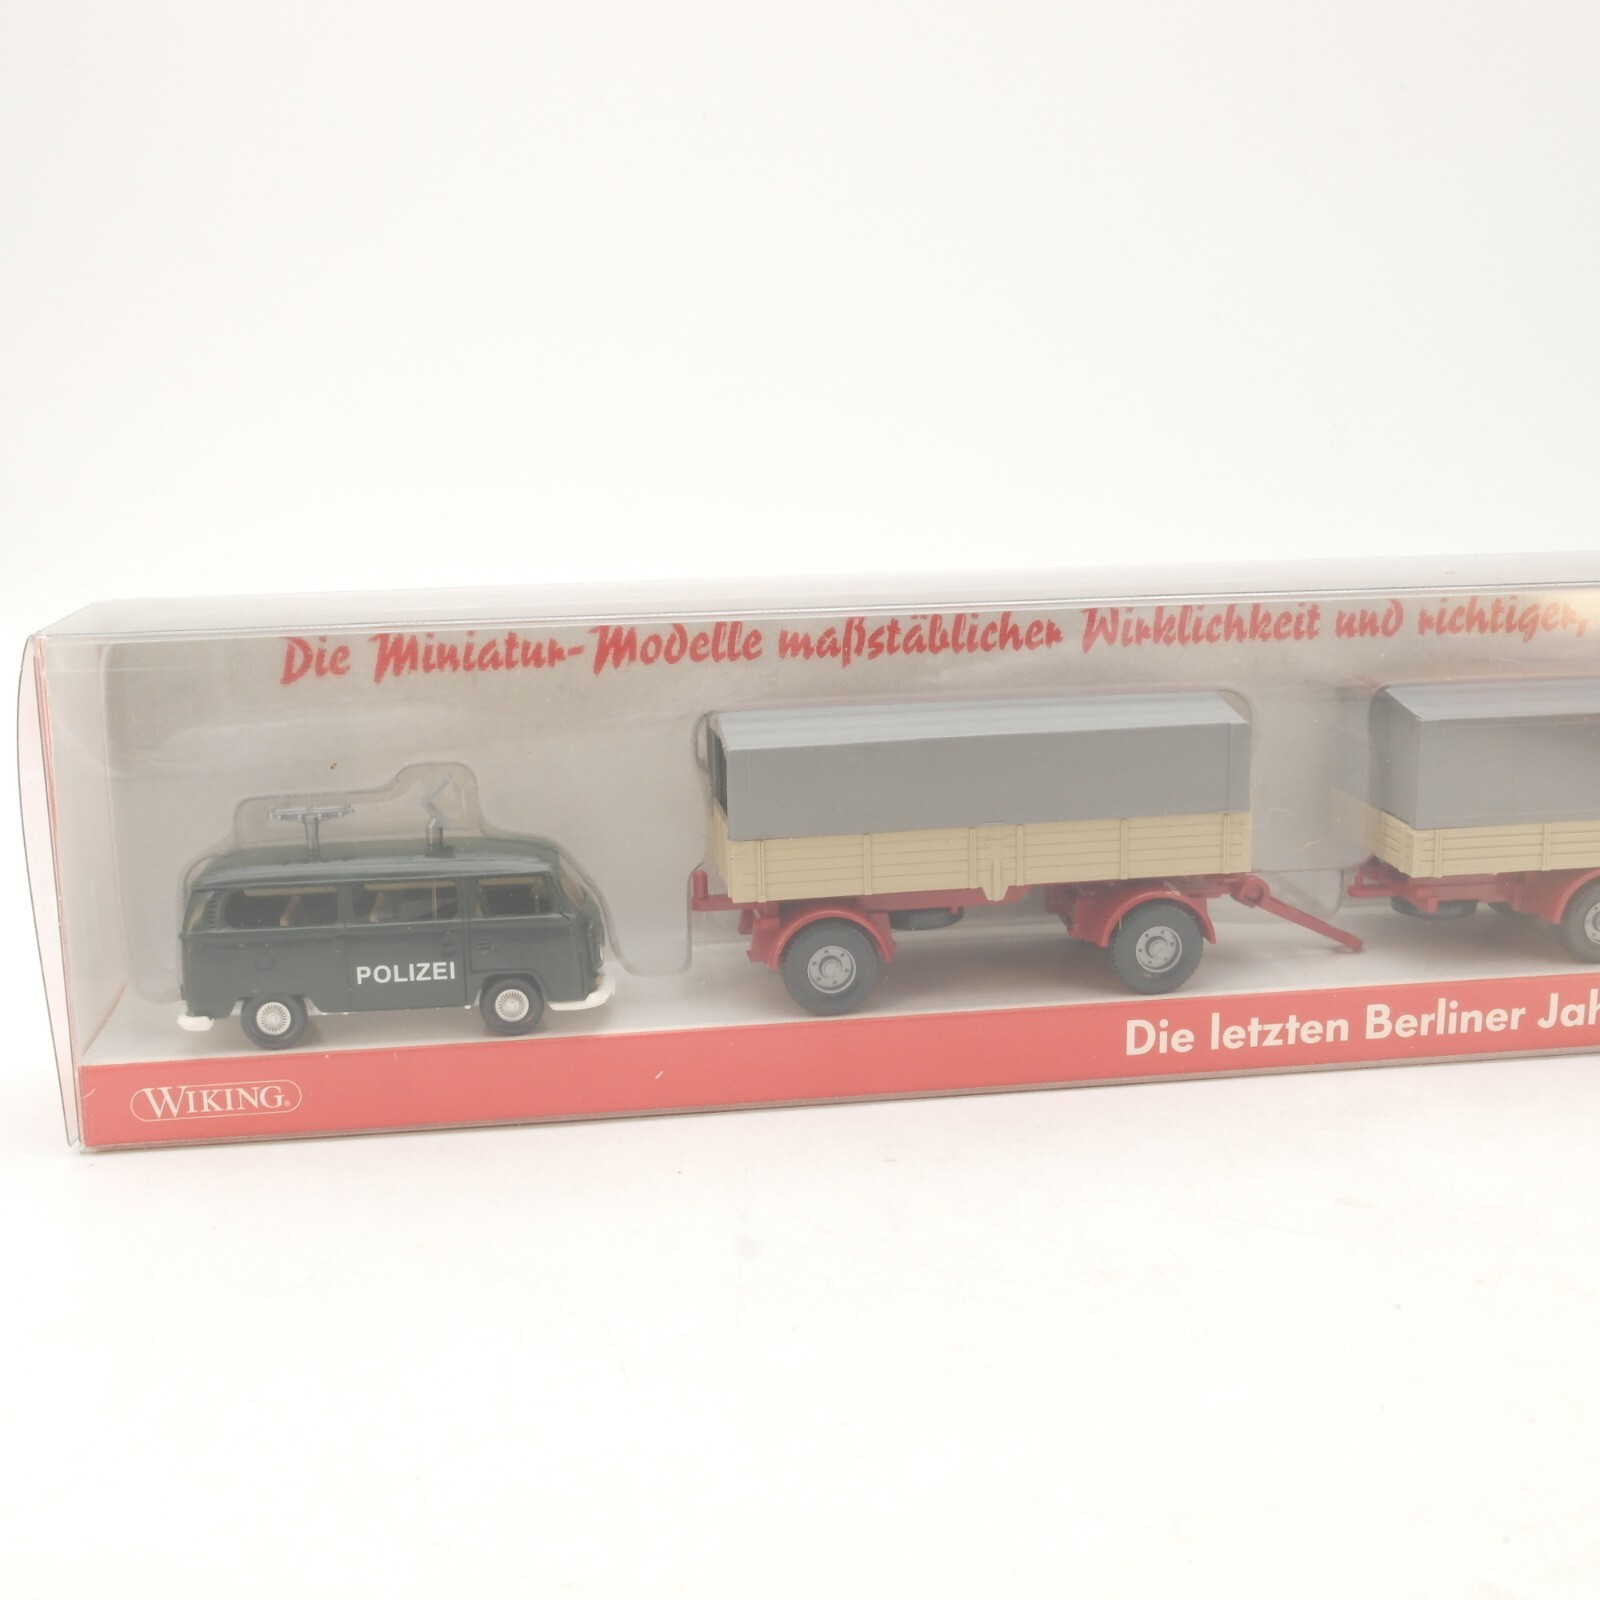 Die Miniatur-Modelle maßstäblicher Wirklichkeit und richtiger,
POLIZEI
Die letzten Berliner Jah
WIKING®